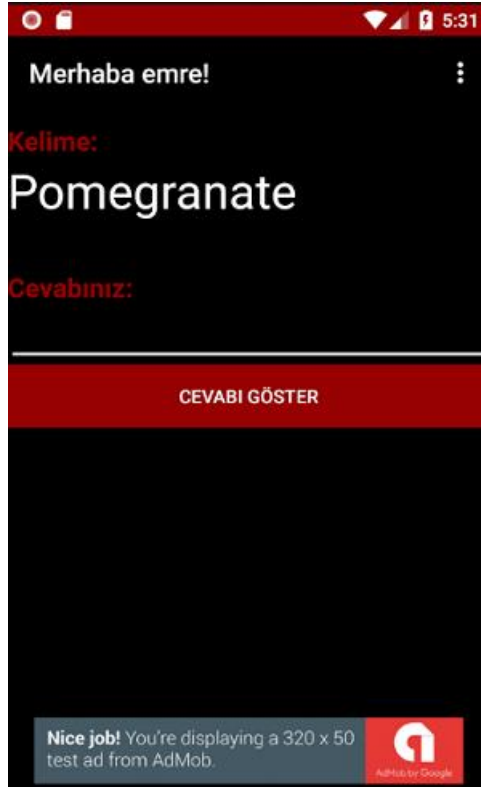 5:31
Merhaba emre!
Kelime:
Pomegranate
Cevabınız:
CEVABI GÖSTER
Nice job! You're displaying a 320 x 50
test ad from AdMob.
AdMob by Google